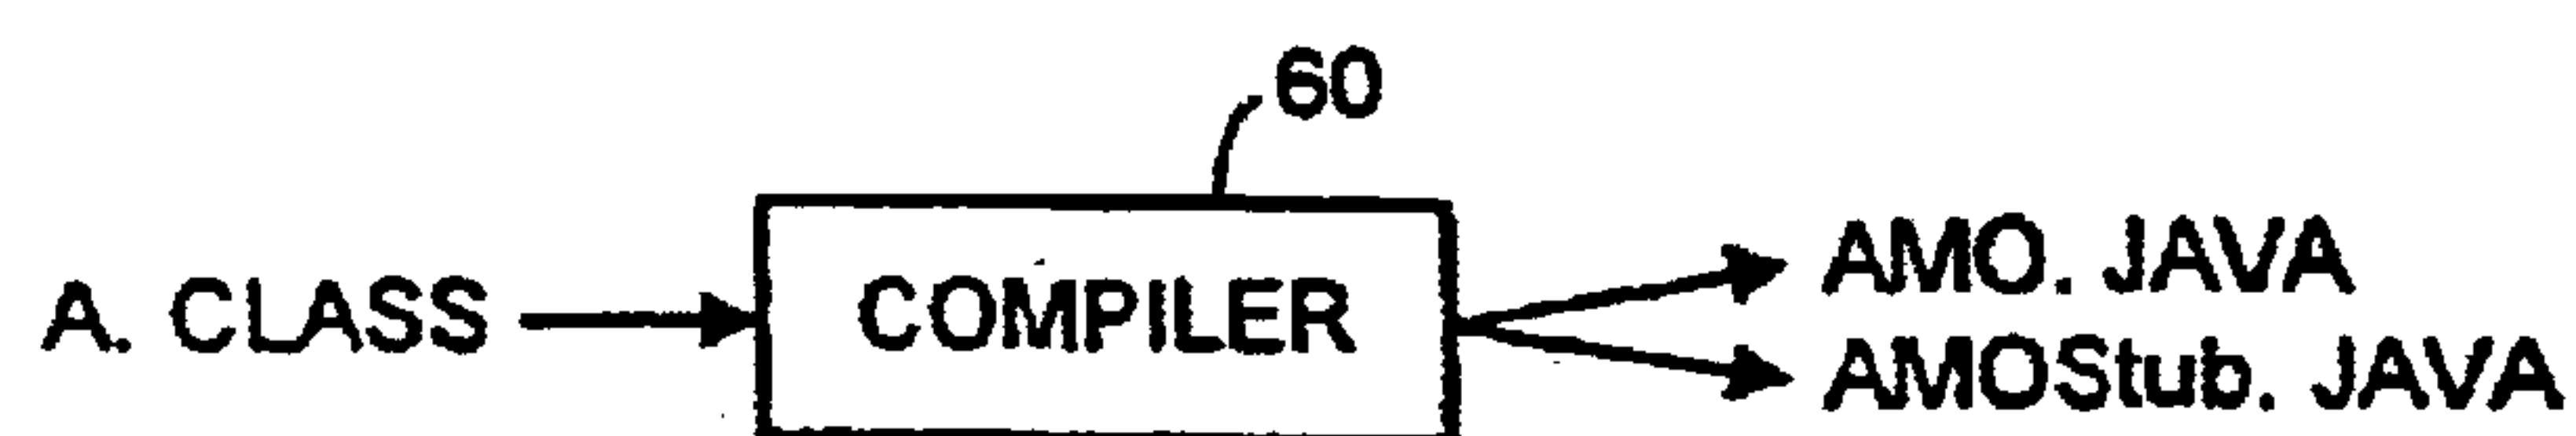 60
A. CLASS
COMPILER
AMO. JAVA
AMOStub. JAVA